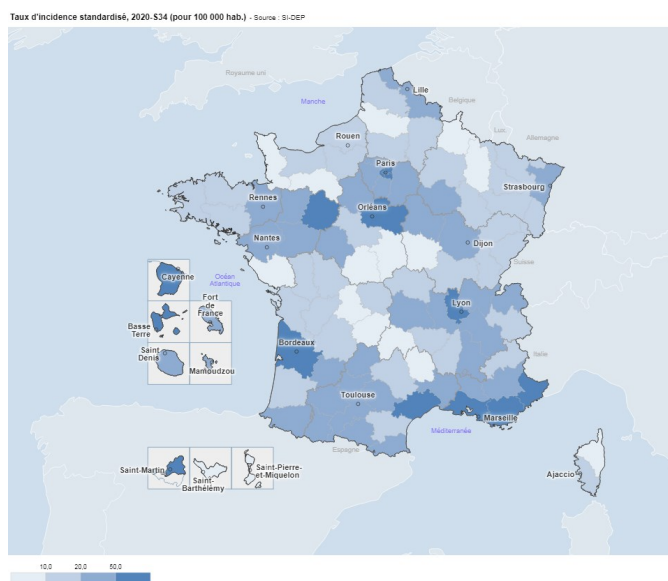 Taux d'incidence standardisé, 2020-S34 (pour 100 000 hab.) - Source : SI-DEP
Royaume uni
Lille
Belgique
Manche
Lux
Allemagne
Rouen
Paris
Strasbourg
Rennes
Orléans
Nantes
Dijon
Suisse
Cayenne
Océan
Atlantique
Fort
de
France
Lyon
Basse
Terre
Bordeaux
Saint
Denis
Italie
Mamoudzou
Toulouse
Marseille
Méditerranée
Espagne
Saint-Martin
Saint-
Barthélémy
Saint-Pierre-
et-Miquelon
Ajaccio
10,0 20,0 50,0